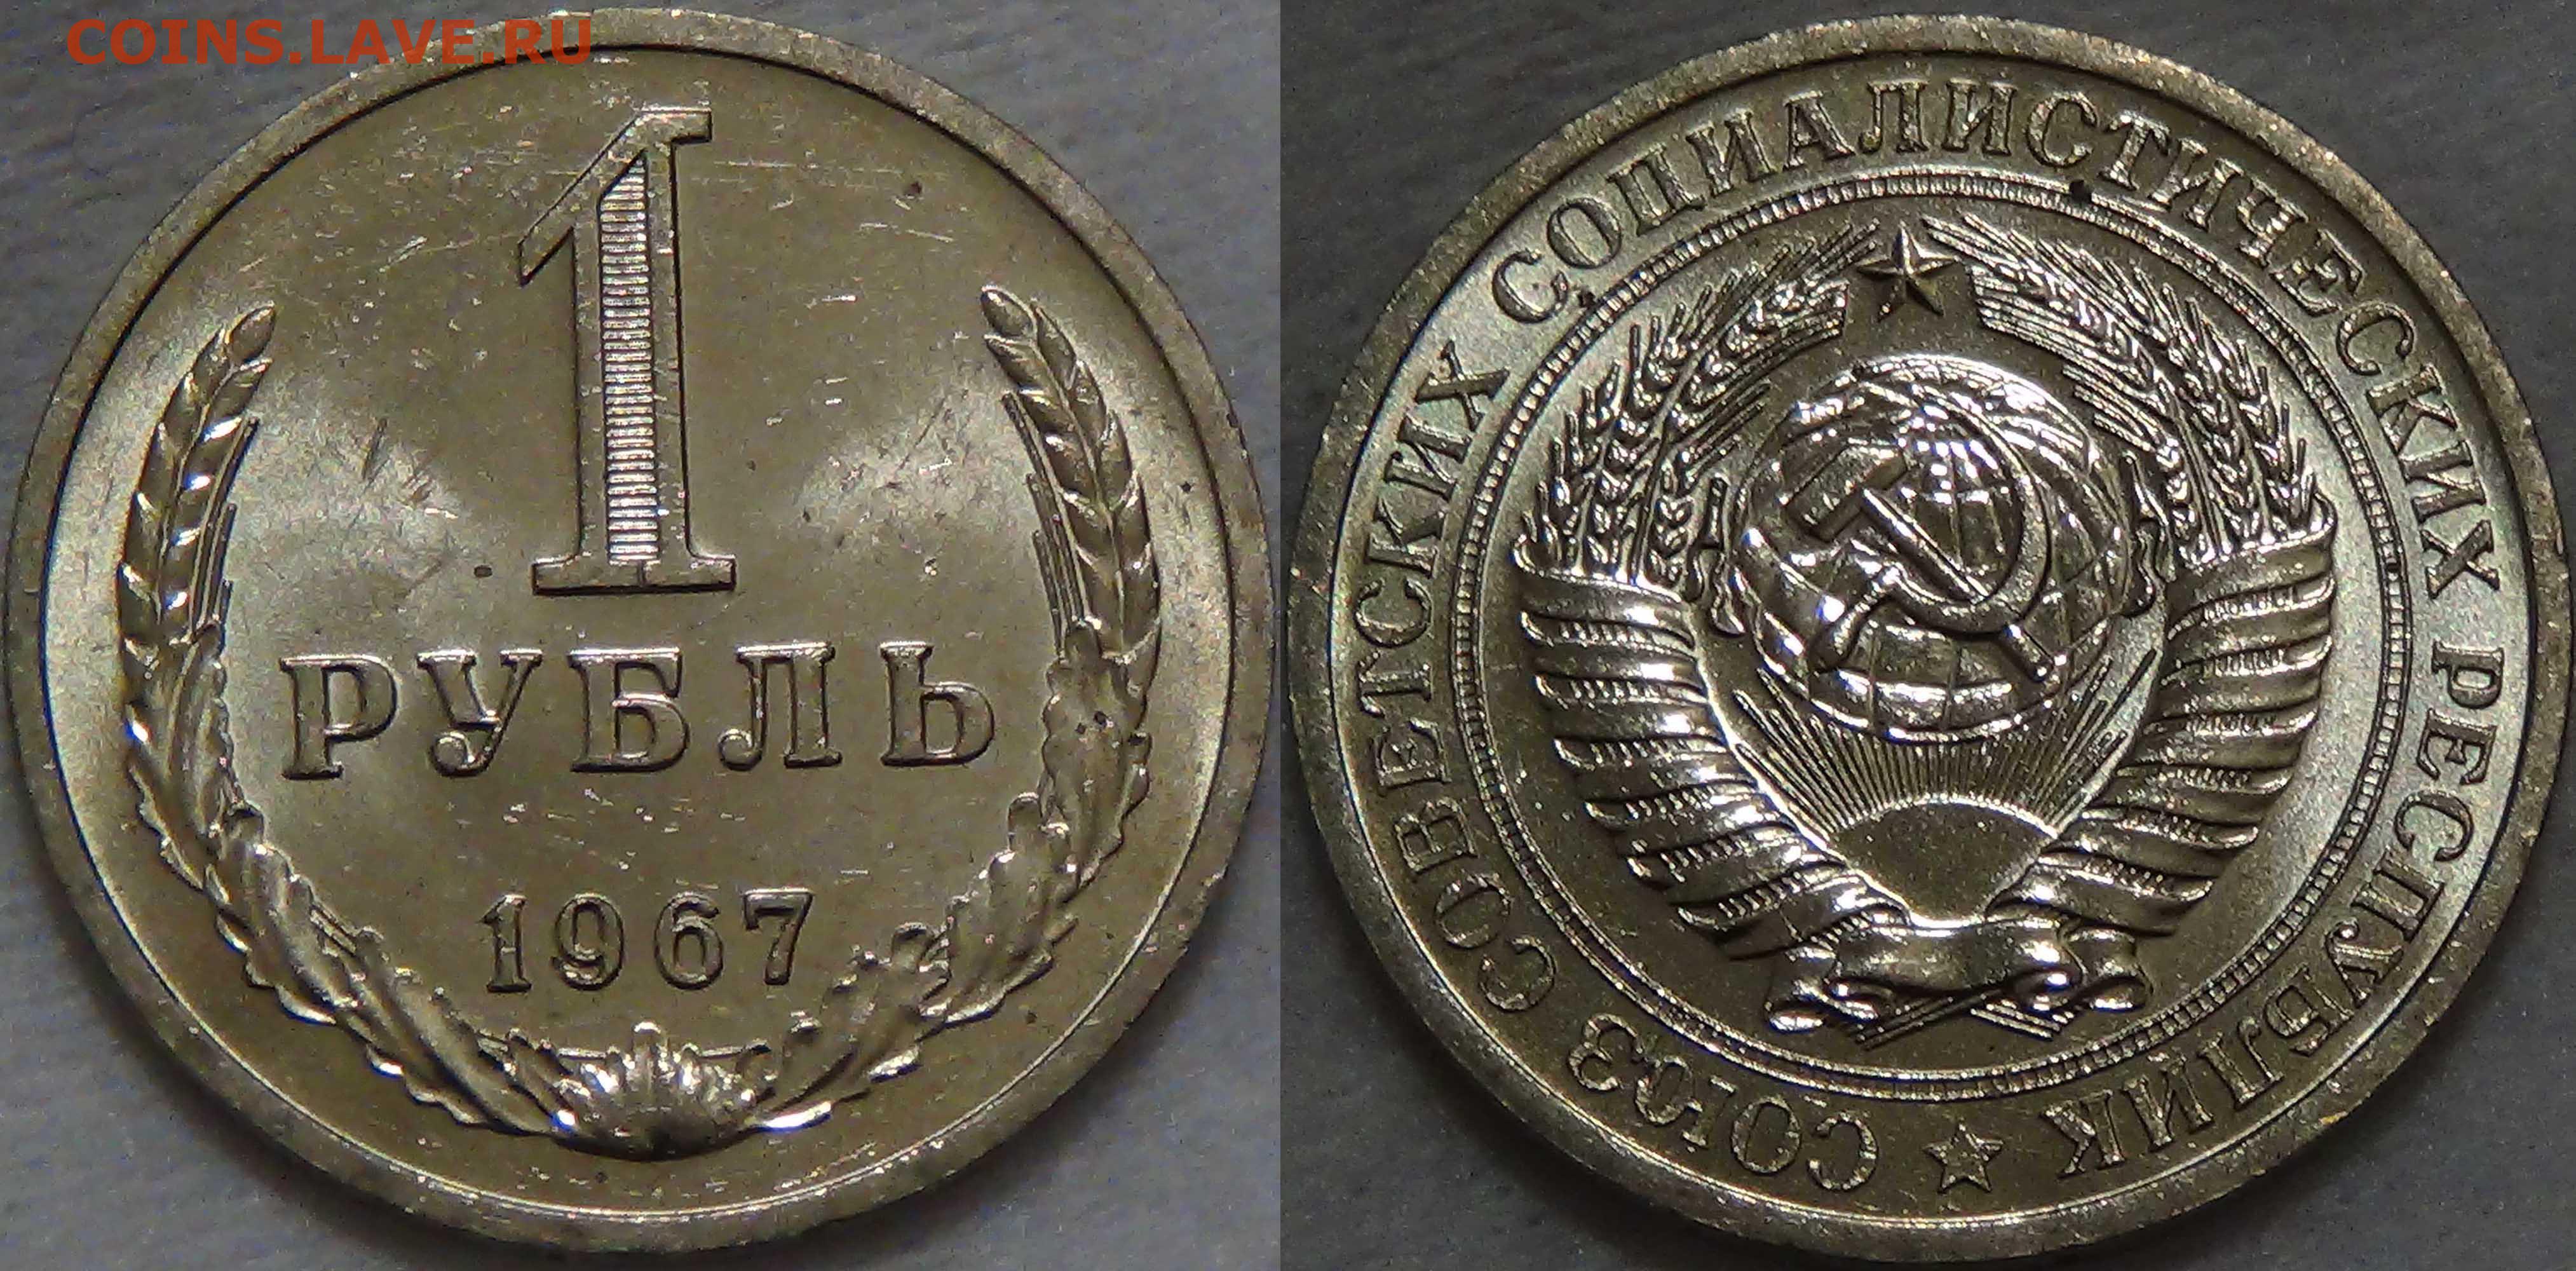 COINS.LAVE.RU
1
РУБЛЬ
1967
СОЮЗ СОВЕТСКИХ СОЦИАЛИСТИЧЕСКИХ РЕСПУБЛИК